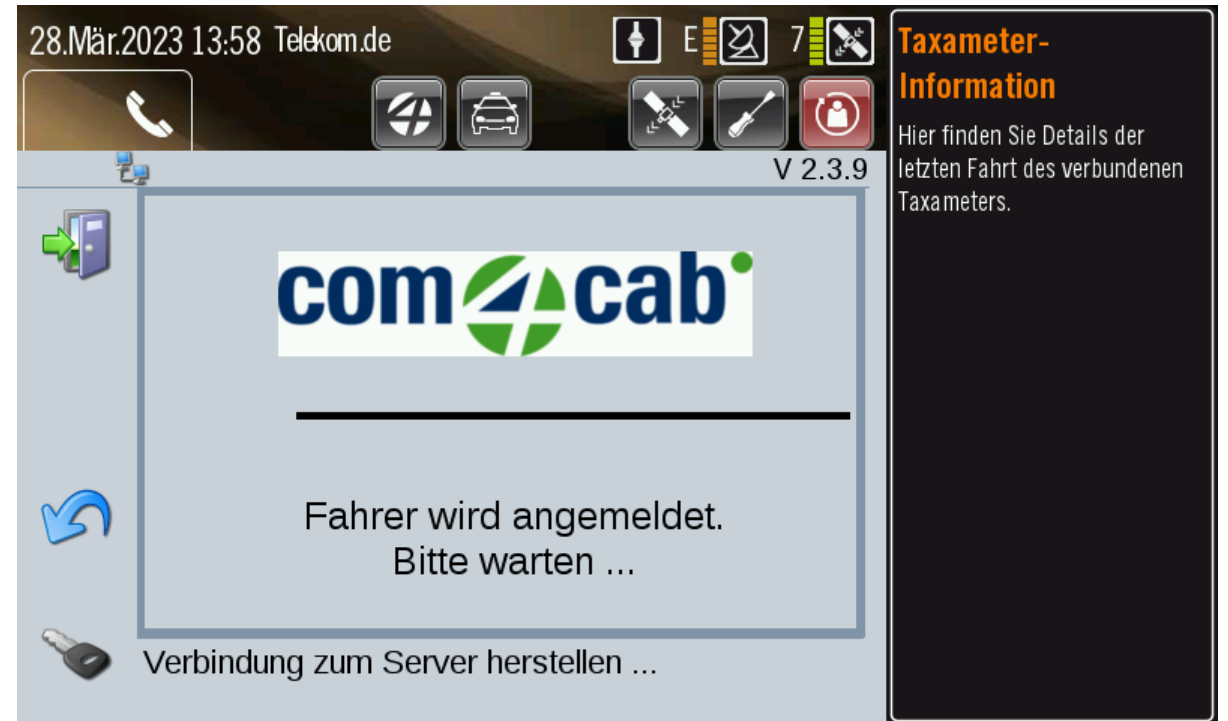 28.Mär.2023 13:58 Telekom.de
E
7
V 2.3.9
com4cab
Fahrer wird angemeldet.
Bitte warten ...
Verbindung zum Server herstellen ...
Taxameter-
Information
Hier finden Sie Details der
letzten Fahrt des verbundenen
Taxameters.